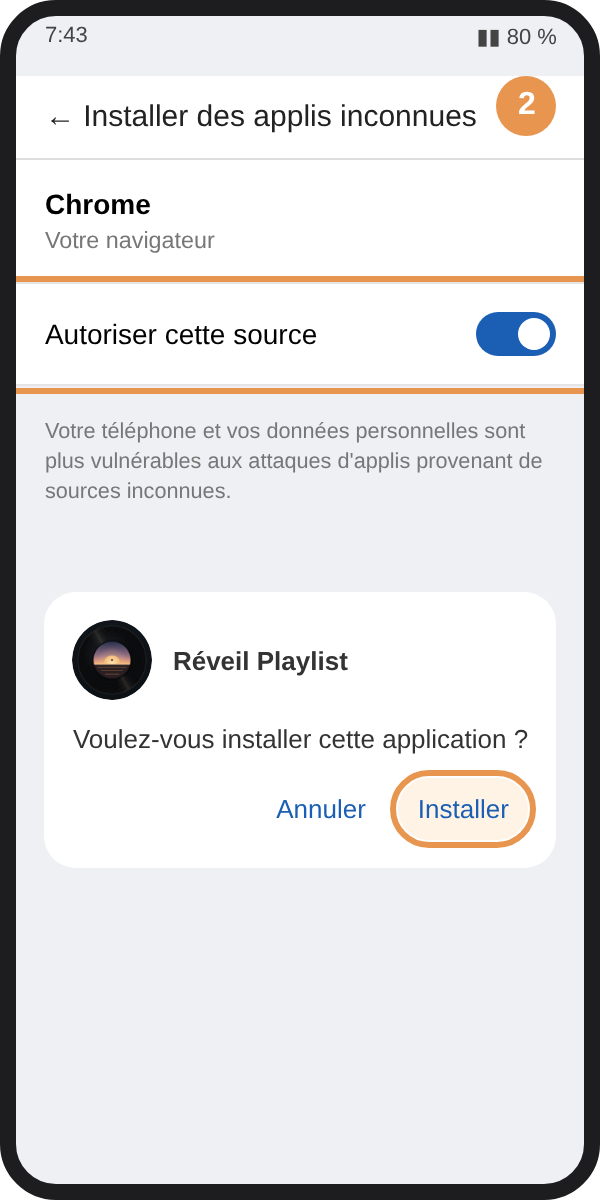 7:43
80 %
← Installer des applis inconnues
2
Chrome
Votre navigateur
Autoriser cette source
Votre téléphone et vos données personnelles sont
plus vulnérables aux attaques d'applis provenant de
sources inconnues.
Réveil Playlist
Voulez-vous installer cette application ?
Annuler Installer